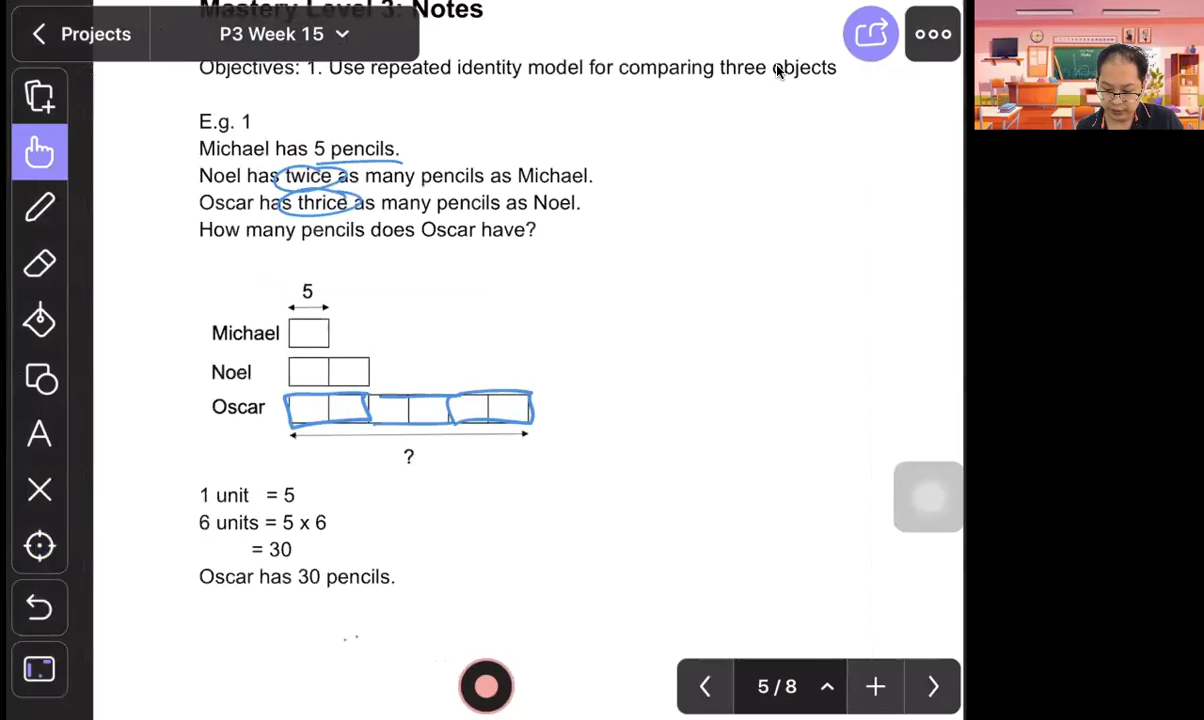 Mastery Level 3: Notes
Projects
P3 Week 15
Objectives: 1. Use repeated identity model for comparing three objects
E.g. 1
Michael has 5 pencils.
Noel has twice as many pencils as Michael.
Oscar has thrice as many pencils as Noel.
How many pencils does Oscar have?
5
Michael
Noel
Oscar
?
1 unit = 5
6 units = 5 x 6
= 30
Oscar has 30 pencils.
5 / 8